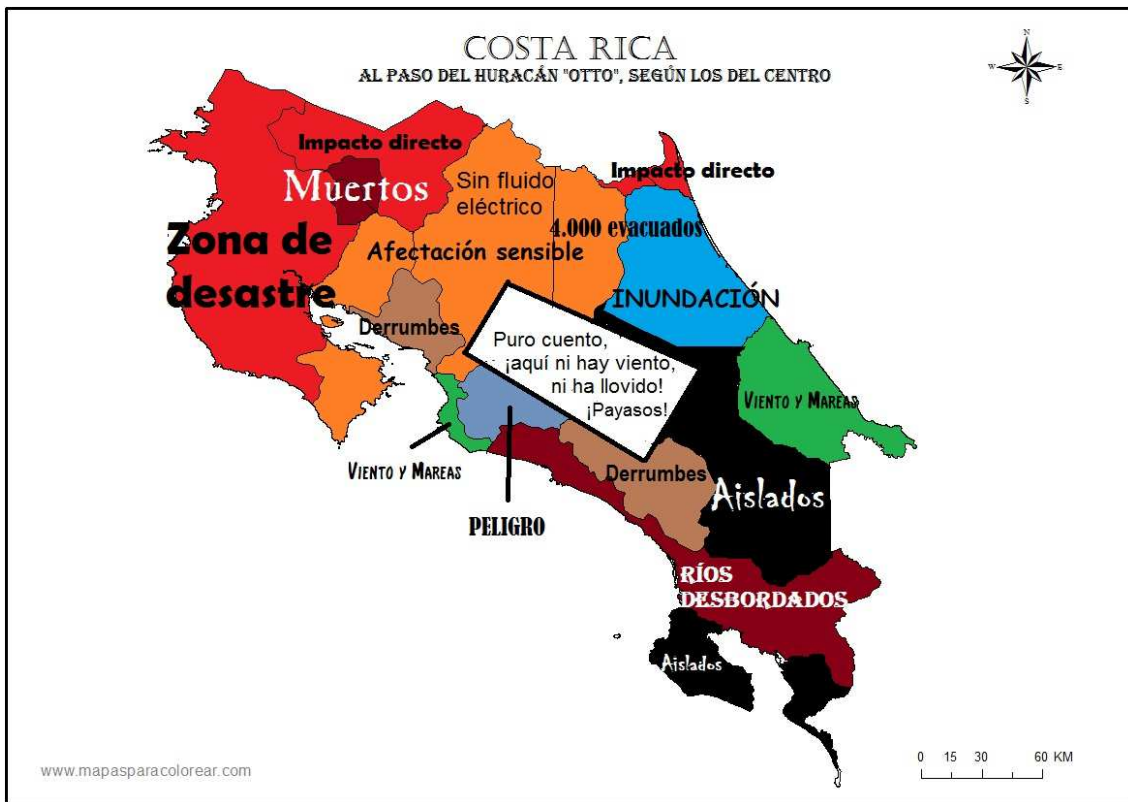 COSTA RICA
AL PASO DEL HURACÁN "OTTO", SEGÚN LOS DEL CENTRO
N
W
E
S
Impacto directo
Muertos
Zona de
desastre
Sin fluido
eléctrico
Afectación sensible
Impacto directo
4.000 evacuados
INUNDACIÓN
Derrumbes
Puro cuento,
¡aquí ni hay viento,
ni ha llovido!
¡Payasos!
VIENTO Y MAREAS
VIENTO Y MAREAS
PELIGRO
Derrumbes
Aislados
RÍOS
DESBORDADOS
Aislados
www.mapasparacolorear.com
0 15 30 60 KM